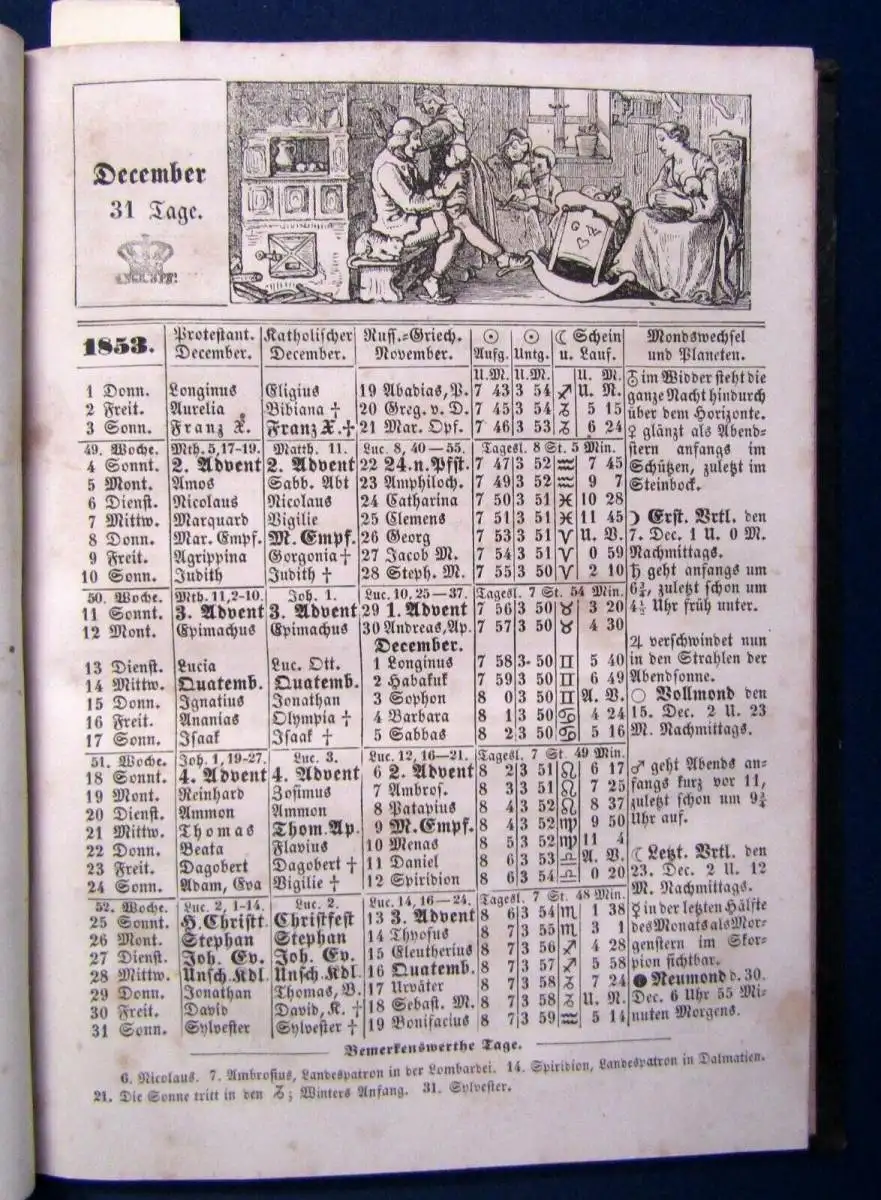 December
31 Tage.
G W
1853.
Protestant. December.
Katholischer December.
Russ.=Griech. November.
☉ Aufg.
☉ Untg.
☾ Schein u. Lauf.
Mondswechsel und Planeten.
U. M. U. M. U. M.
1 Donn. Longinus Eligius 19 Abadias, P. 7 43 3 54 ♐ U. N.
2 Freit. Aurelia Bibiana † 20 Greg. v. D. 7 45 3 54 ♑ 5 15
3 Sonn. Franz X. Franz X.† 21 Mar. Opf. 7 46 3 53 ♑ 6 24
49. Woche. Mth. 5, 17-19. Matth. 11. Luc. 8, 40—55. Tagesl. 8 St. 5 Min.
4 Sonnt. 2. Advent 2. Advent 22 24.n.Pfst. 7 47 3 52 ♒ 7 45
5 Mont. Amos Sabb. Abt 23 Amphiloch. 7 49 3 52 ♒ 9 7
6 Dienst. Nicolaus Nicolaus 24 Catharina 7 50 3 51 ♓ 10 28
7 Mittw. Marquard Vigilie 25 Clemens 7 51 3 51 ♓ 11 45
8 Donn. Mar. Empf. M. Empf. 26 Georg 7 53 3 51 ♈ U. V.
9 Freit. Agrippina Gorgonia † 27 Jacob M. 7 54 3 51 ♈ 0 59
10 Sonn. Judith Judith † 28 Steph. M. 7 55 3 50 ♈ 2 10
50. Woche. Mth. 11, 2-10. Joh. 1. Luc. 10, 25—37. Tagesl. 7 St. 54 Min.
11 Sonnt. 3. Advent 3. Advent 29 1. Advent 7 56 3 50 ♉ 3 20
12 Mont. Epimachus Epimachus 30 Andreas, Ap. 7 57 3 50 ♉ 4 30
December.
13 Dienst. Lucia Luc. Ott. 1 Longinus 7 58 3 50 ♊ 5 40
14 Mittw. Quatemb. Quatemb. 2 Habakuk 7 59 3 50 ♊ 6 49
15 Donn. Ignatius Jonathan 3 Sophon 8 0 3 50 ♊ A. V.
16 Freit. Ananias Olympia † 4 Barbara 8 1 3 50 ♋ 4 24
17 Sonn. Isaak Isaak † 5 Sabbas 8 2 3 50 ♋ 5 16
51. Woche. Joh. 1, 19-27. Luc. 3. Luc. 12, 16—21. Tagesl. 7 St. 49 Min.
18 Sonnt. 4. Advent 4. Advent 6 2. Advent 8 2 3 51 ♌ 6 17
19 Mont. Reinhard Zosimus 7 Ambros. 8 3 3 51 ♌ 7 25
20 Dienst. Ammon Ammon 8 Patapius 8 4 3 52 ♌ 8 37
21 Mittw. Thomas Thom. Ap. 9 M. Empf. 8 4 3 52 ♍ 9 50
22 Donn. Beata Flavius 10 Menas 8 5 3 52 ♍ 11 4
23 Freit. Dagobert Dagobert † 11 Daniel 8 6 3 53 ♎ A. V.
24 Sonn. Adam, Eva Vigilie † 12 Spiridion 8 6 3 54 ♎ 0 20
52. Woche. Luc. 2, 1-14. Luc. 2. Luc. 14, 16—24. Tagesl. 7 St. 48 Min.
25 Sonnt. H. Christt. Christfest 13 3. Advent 8 6 3 54 ♏ 1 38
26 Mont. Stephan Stephan 14 Thysus 8 7 3 55 ♏ 3 1
27 Dienst. Joh. Ev. Joh. Ev. 15 Eleutherius 8 7 3 56 ♐ 4 28
28 Mittw. Unsch. Kdl. Unsch. Kdl. 16 Quatemb. 8 7 3 57 ♐ 5 58
29 Donn. Jonathan Thomas, B. 17 Urväter 8 7 3 58 ♑ 7 24
30 Freit. David David, K. † 18 Sebast. M. 8 7 3 58 ♑ U. N.
31 Sonn. Sylvester Sylvester † 19 Bonifacius 8 7 3 59 ♒ 5 14
im Widder steht die
ganze Nacht hindurch
über dem Horizonte.
♀ glänzt als Abend=
stern anfangs im
Schützen, zuletzt im
Steinbock.
☽ Erst. Vrtl. den
7. Dec. 1 U. 0 M.
Nachmittags.
♄ geht anfangs um
6¾, zuletzt schon um
4½ Uhr früh unter.
♃ verschwindet nun
in den Strahlen der
Abendsonne.
○ Vollmond den
15. Dec. 2 U. 23
M. Nachmittags.
♂ geht Abends an=
fangs kurz vor 11,
zuletzt schon um 9¾
Uhr auf.
☾ Letzt. Vrtl. den
23. Dec. 2 U. 12
M. Nachmittags.
☿ in der letzten Hälfte
des Monats als Mor=
genstern im Skor=
pion sichtbar.
● Neumond d. 30.
Dec. 6 Uhr 55 Mi=
nuten Morgens.
Bemerkenswerthe Tage.
6. Nicolaus. 7. Ambrosius, Landespatron in der Lombardei. 14. Spiridion, Landespatron in Dalmatien.
21. Die Sonne tritt in den ♑; Winters Anfang. 31. Sylvester.